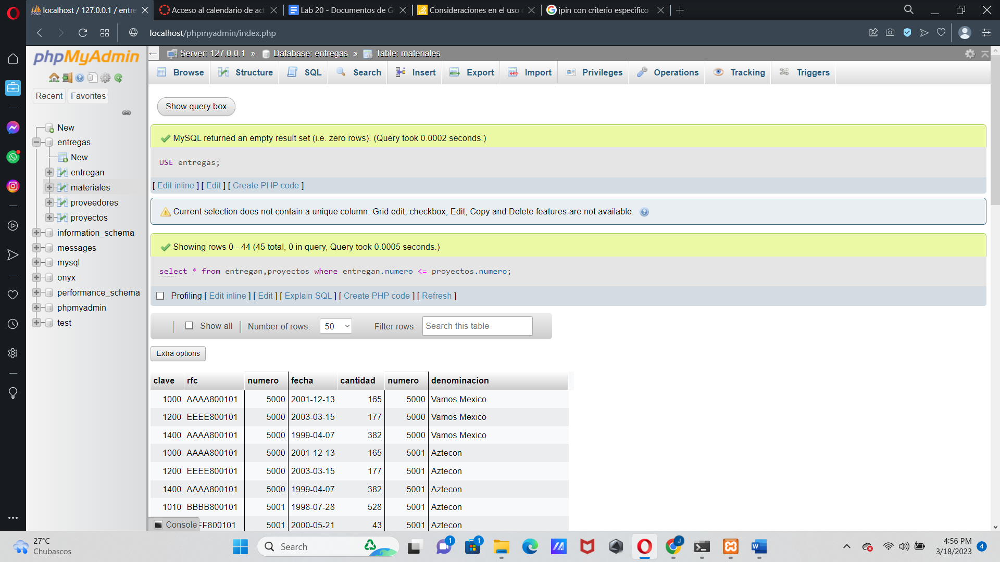 localhost / 127.0.0.1 / entre
Acceso al calendario de act
Lab 20 - Documentos de G
Consideraciones en el uso
jpin con criterio especifico
localhost/phpmyadmin/index.php
phpMyAdmin
Recent
Favorites
New
entregas
New
entregan
materiales
proveedores
proyectos
information_schema
messages
mysql
onyx
performance_schema
phpmyadmin
test
Server: 127.0.0.1 » Database: entregas » Table: materiales
Browse Structure SQL Search Insert Export Import Privileges Operations Tracking Triggers
Show query box
MySQL returned an empty result set (i.e. zero rows). (Query took 0.0002 seconds.)
USE entregas;
[ Edit inline ] [ Edit ] [ Create PHP code ]
Current selection does not contain a unique column. Grid edit, checkbox, Edit, Copy and Delete features are not available.
Showing rows 0 - 44 (45 total, 0 in query, Query took 0.0005 seconds.)
select * from entregan,proyectos where entregan.numero <= proyectos.numero;
Profiling [ Edit inline ] [ Edit ] [ Explain SQL ] [ Create PHP code ] [ Refresh ]
Show all Number of rows: 50 Filter rows: Search this table
Extra options
clave rfc numero fecha cantidad numero denominacion
1000 AAAA800101 5000 2001-12-13 165 5000 Vamos Mexico
1200 EEEE800101 5000 2003-03-15 177 5000 Vamos Mexico
1400 AAAA800101 5000 1999-04-07 382 5000 Vamos Mexico
1000 AAAA800101 5000 2001-12-13 165 5001 Aztecon
1200 EEEE800101 5000 2003-03-15 177 5001 Aztecon
1400 AAAA800101 5000 1999-04-07 382 5001 Aztecon
1010 BBBB800101 5001 1998-07-28 528 5001 Aztecon
FF800101 5001 2000-05-21 43 5001 Aztecon
Console
27°C
Chubascos
Search
1
1
J
4:56 PM
3/18/2023
4